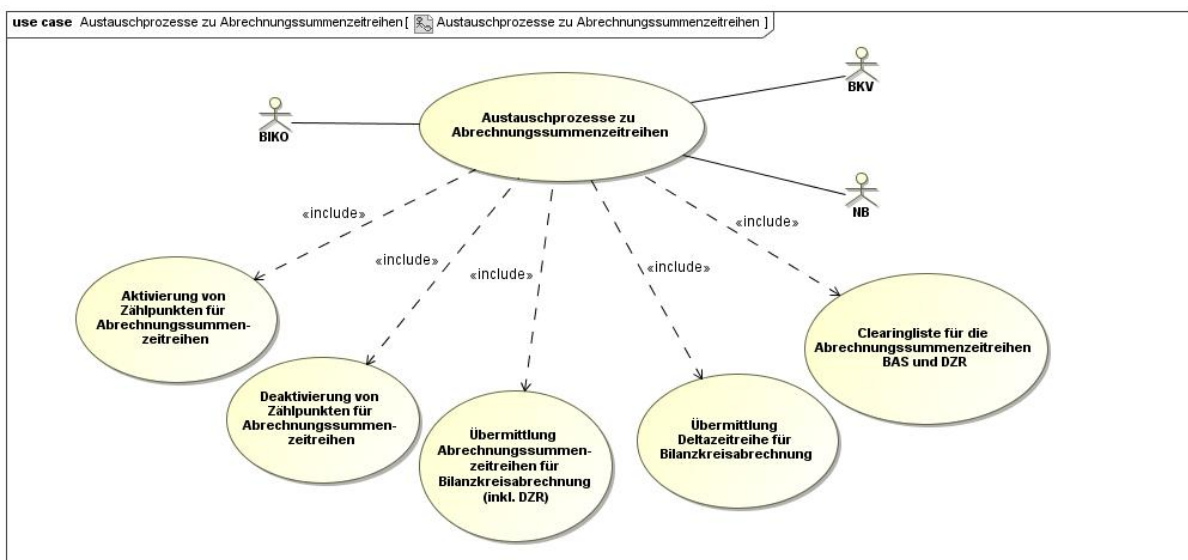 use case Austauschprozesse zu Abrechnungssummenzeitreihen [ Austauschprozesse zu Abrechnungssummenzeitreihen ]
BKV
BIKO
Austauschprozesse zu
Abrechnungssummenzeitreihen
NB
«include»
«include»
«include»
«include»
«include»
Aktivierung von
Zählpunkten für
Abrechnungssummen-
zeitreihen
Deaktivierung von
Zählpunkten für
Abrechnungssummen-
zeitreihen
Übermittlung
Abrechnungssummen-
zeitreihen für
Bilanzkreisabrechnung
(inkl. DZR)
Übermittlung
Deltazeitreihe für
Bilanzkreisabrechnung
Clearingliste für die
Abrechnungssummenzeitreihen
BAS und DZR